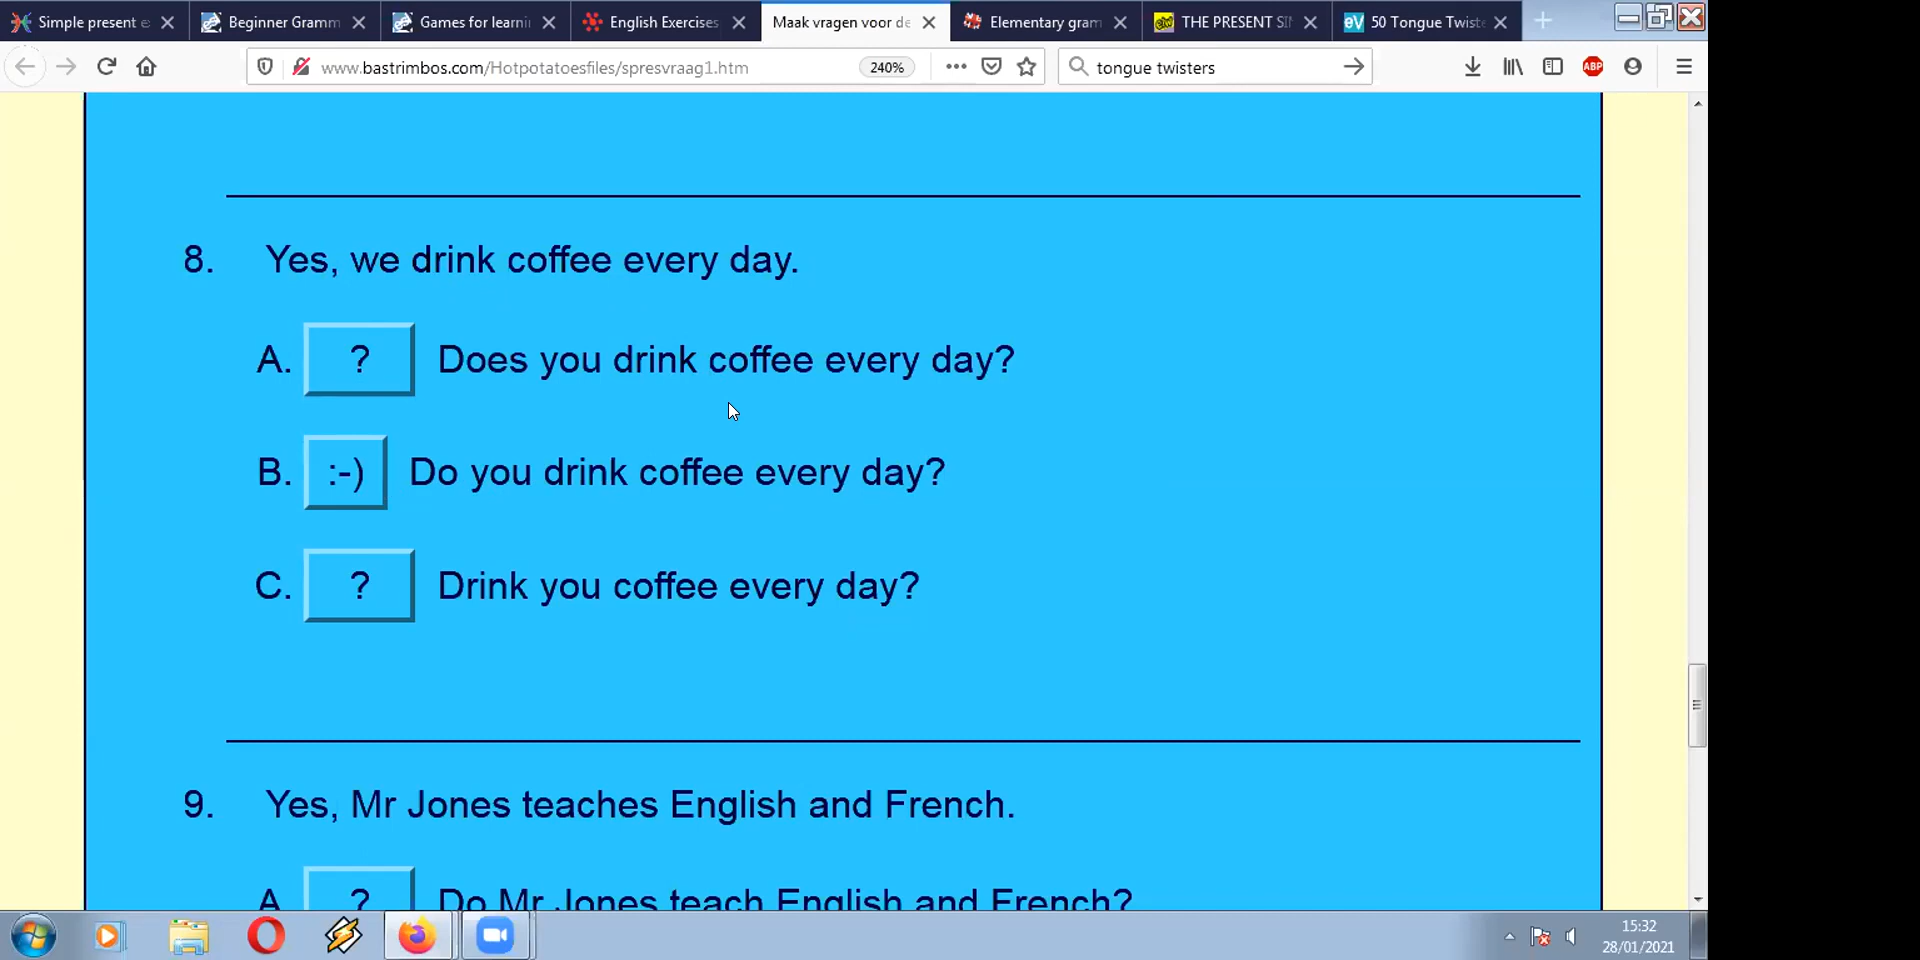 Simple present e
Beginner Gramm
Games for learni
English Exercises
Maak vragen voor de
Elementary gram
THE PRESENT SI
50 Tongue Twist
www.bastrimbos.com/Hotpotatoesfiles/spresvraag1.htm
240%
tongue twisters
ABP
8. Yes, we drink coffee every day.
A. ? Does you drink coffee every day?
B. :-) Do you drink coffee every day?
C. ? Drink you coffee every day?
9. Yes, Mr Jones teaches English and French.
A ? Do Mr Jones teach English and French?
15:32
28/01/2021